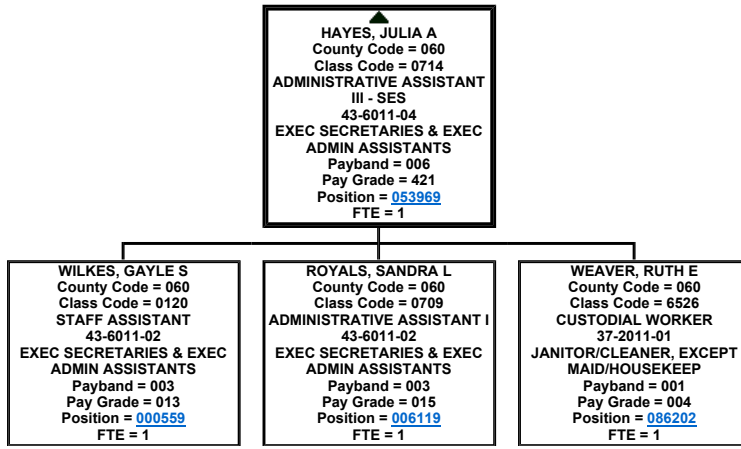 HAYES, JULIA A
County Code = 060
Class Code = 0714
ADMINISTRATIVE ASSISTANT
III - SES
43-6011-04
EXEC SECRETARIES & EXEC
ADMIN ASSISTANTS
Payband = 006
Pay Grade = 421
Position = 053969
FTE = 1
WILKES, GAYLE S
County Code = 060
Class Code = 0120
STAFF ASSISTANT
43-6011-02
EXEC SECRETARIES & EXEC
ADMIN ASSISTANTS
Payband = 003
Pay Grade = 013
Position = 000559
FTE = 1
ROYALS, SANDRA L
County Code = 060
Class Code = 0709
ADMINISTRATIVE ASSISTANT I
43-6011-02
EXEC SECRETARIES & EXEC
ADMIN ASSISTANTS
Payband = 003
Pay Grade = 015
Position = 006119
FTE = 1
WEAVER, RUTH E
County Code = 060
Class Code = 6526
CUSTODIAL WORKER
37-2011-01
JANITOR/CLEANER, EXCEPT
MAID/HOUSEKEEP
Payband = 001
Pay Grade = 004
Position = 086202
FTE = 1